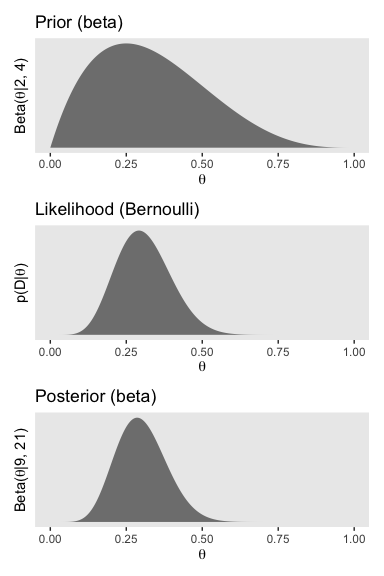 Prior (beta)
Beta(θ|2, 4)
0.00 0.25 0.50 0.75 1.00
θ
Likelihood (Bernoulli)
p(D|θ)
0.00 0.25 0.50 0.75 1.00
θ
Posterior (beta)
Beta(θ|9, 21)
0.00 0.25 0.50 0.75 1.00
θ